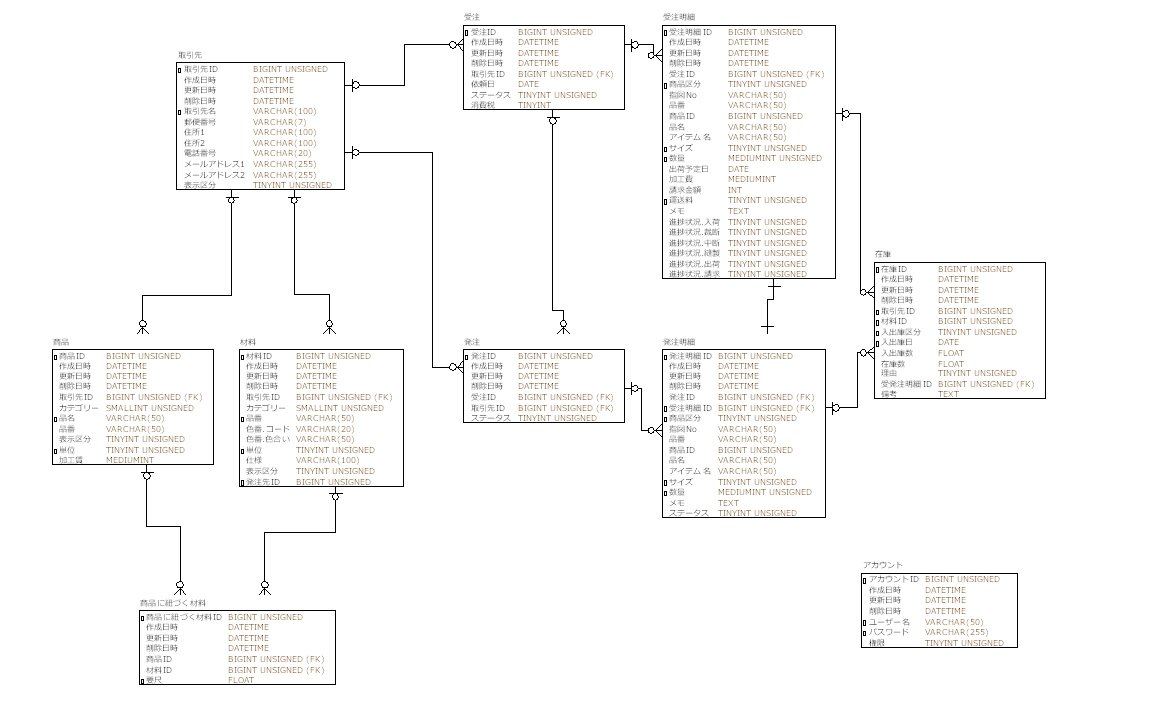 取引先
取引先ID BIGINT UNSIGNED
作成日時 DATETIME
更新日時 DATETIME
削除日時 DATETIME
取引先名 VARCHAR(100)
郵便番号 VARCHAR(7)
住所1 VARCHAR(100)
住所2 VARCHAR(100)
電話番号 VARCHAR(20)
メールアドレス1 VARCHAR(255)
メールアドレス2 VARCHAR(255)
表示区分 TINYINT UNSIGNED
受注
受注ID BIGINT UNSIGNED
作成日時 DATETIME
更新日時 DATETIME
削除日時 DATETIME
取引先ID BIGINT UNSIGNED (FK)
依頼日 DATE
ステータス TINYINT UNSIGNED
消費税 TINYINT
受注明細
受注明細ID BIGINT UNSIGNED
作成日時 DATETIME
更新日時 DATETIME
削除日時 DATETIME
受注ID BIGINT UNSIGNED (FK)
商品区分 TINYINT UNSIGNED
指図No VARCHAR(50)
品番 VARCHAR(50)
商品ID BIGINT UNSIGNED
品名 VARCHAR(50)
アイテム名 VARCHAR(50)
サイズ TINYINT UNSIGNED
数量 MEDIUMINT UNSIGNED
出荷予定日 DATE
加工賃 MEDIUMINT
請求金額 INT
運送料 TINYINT UNSIGNED
メモ TEXT
進捗状況.入荷 TINYINT UNSIGNED
進捗状況.裁断 TINYINT UNSIGNED
進捗状況.中断 TINYINT UNSIGNED
進捗状況.縫製 TINYINT UNSIGNED
進捗状況.出荷 TINYINT UNSIGNED
進捗状況.請求 TINYINT UNSIGNED
在庫
在庫ID BIGINT UNSIGNED
作成日時 DATETIME
更新日時 DATETIME
削除日時 DATETIME
取引先ID BIGINT UNSIGNED
材料ID BIGINT UNSIGNED
入出庫区分 TINYINT UNSIGNED
入出庫日 DATE
入出庫数 FLOAT
在庫数 FLOAT
理由 TINYINT UNSIGNED
受発注明細ID BIGINT UNSIGNED (FK)
備考 TEXT
商品
商品ID BIGINT UNSIGNED
作成日時 DATETIME
更新日時 DATETIME
削除日時 DATETIME
取引先ID BIGINT UNSIGNED (FK)
カテゴリー SMALLINT UNSIGNED
品名 VARCHAR(50)
品番 VARCHAR(50)
表示区分 TINYINT UNSIGNED
単位 TINYINT UNSIGNED
加工賃 MEDIUMINT
材料
材料ID BIGINT UNSIGNED
作成日時 DATETIME
更新日時 DATETIME
削除日時 DATETIME
取引先ID BIGINT UNSIGNED (FK)
カテゴリー SMALLINT UNSIGNED
品番 VARCHAR(50)
色番.コード VARCHAR(20)
色番.色合い VARCHAR(50)
単位 TINYINT UNSIGNED
仕様 VARCHAR(100)
表示区分 TINYINT UNSIGNED
発注先ID BIGINT UNSIGNED
発注
発注ID BIGINT UNSIGNED
作成日時 DATETIME
更新日時 DATETIME
削除日時 DATETIME
受注ID BIGINT UNSIGNED (FK)
取引先ID BIGINT UNSIGNED (FK)
ステータス TINYINT UNSIGNED
発注明細
発注明細ID BIGINT UNSIGNED
作成日時 DATETIME
更新日時 DATETIME
削除日時 DATETIME
発注ID BIGINT UNSIGNED (FK)
受注明細ID BIGINT UNSIGNED (FK)
商品区分 TINYINT UNSIGNED
指図No VARCHAR(50)
品番 VARCHAR(50)
商品ID BIGINT UNSIGNED
品名 VARCHAR(50)
アイテム名 VARCHAR(50)
サイズ TINYINT UNSIGNED
数量 MEDIUMINT UNSIGNED
メモ TEXT
ステータス TINYINT UNSIGNED
商品に紐づく材料
商品に紐づく材料ID BIGINT UNSIGNED
作成日時 DATETIME
更新日時 DATETIME
削除日時 DATETIME
商品ID BIGINT UNSIGNED (FK)
材料ID BIGINT UNSIGNED (FK)
要尺 FLOAT
アカウント
アカウントID BIGINT UNSIGNED
作成日時 DATETIME
更新日時 DATETIME
削除日時 DATETIME
ユーザー名 VARCHAR(50)
パスワード VARCHAR(255)
権限 TINYINT UNSIGNED